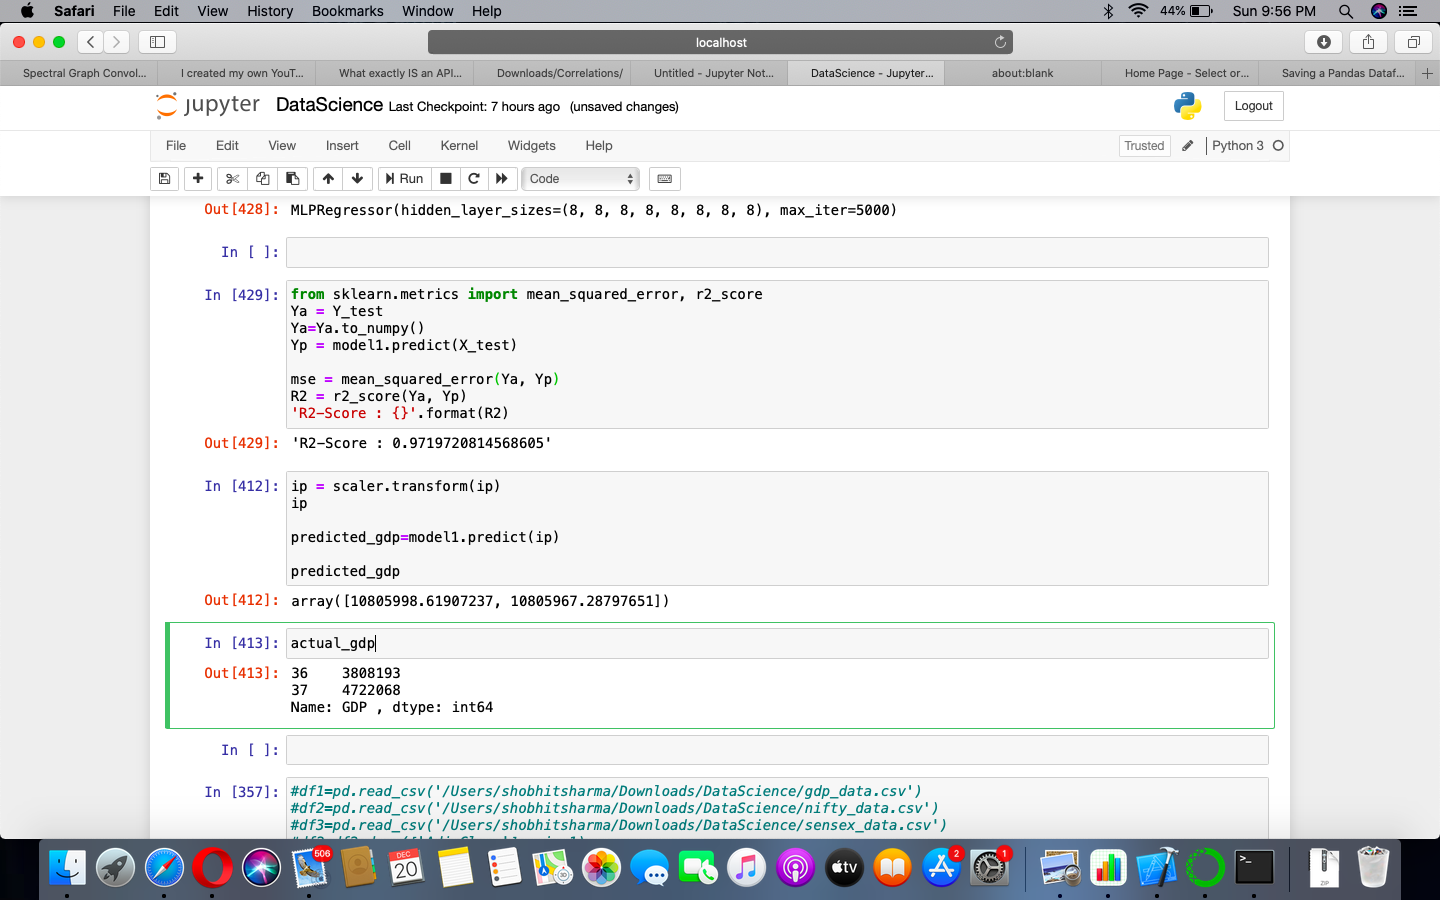 Safari File Edit View History Bookmarks Window Help 44% Sun 9:56 PM
localhost
Spectral Graph Convol... I created my own YouT... What exactly IS an API... Downloads/Correlations/ Untitled - Jupyter Not... DataScience - Jupyter... about:blank Home Page - Select or... Saving a Pandas Dataf...
jupyter DataScience Last Checkpoint: 7 hours ago (unsaved changes) Logout
File Edit View Insert Cell Kernel Widgets Help Trusted Python 3
Run Code
Out[428]: MLPRegressor(hidden_layer_sizes=(8, 8, 8, 8, 8, 8, 8, 8), max_iter=5000)
In [ ]:
In [429]: from sklearn.metrics import mean_squared_error, r2_score
Ya = Y_test
Ya=Ya.to_numpy()
Yp = model1.predict(X_test)
mse = mean_squared_error(Ya, Yp)
R2 = r2_score(Ya, Yp)
'R2-Score : {}'.format(R2)
Out[429]: 'R2-Score : 0.9719720814568605'
In [412]: ip = scaler.transform(ip)
ip
predicted_gdp=model1.predict(ip)
predicted_gdp
Out[412]: array([10805998.61907237, 10805967.28797651])
In [413]: actual_gdp
Out[413]: 36 3808193
37 4722068
Name: GDP , dtype: int64
In [ ]:
In [357]: #df1=pd.read_csv('/Users/shobhitsharma/Downloads/DataScience/gdp_data.csv')
#df2=pd.read_csv('/Users/shobhitsharma/Downloads/DataScience/nifty_data.csv')
#df3=pd.read_csv('/Users/shobhitsharma/Downloads/DataScience/sensex_data.csv')
506 DEC 20 tv 2 1 >_ ZIP